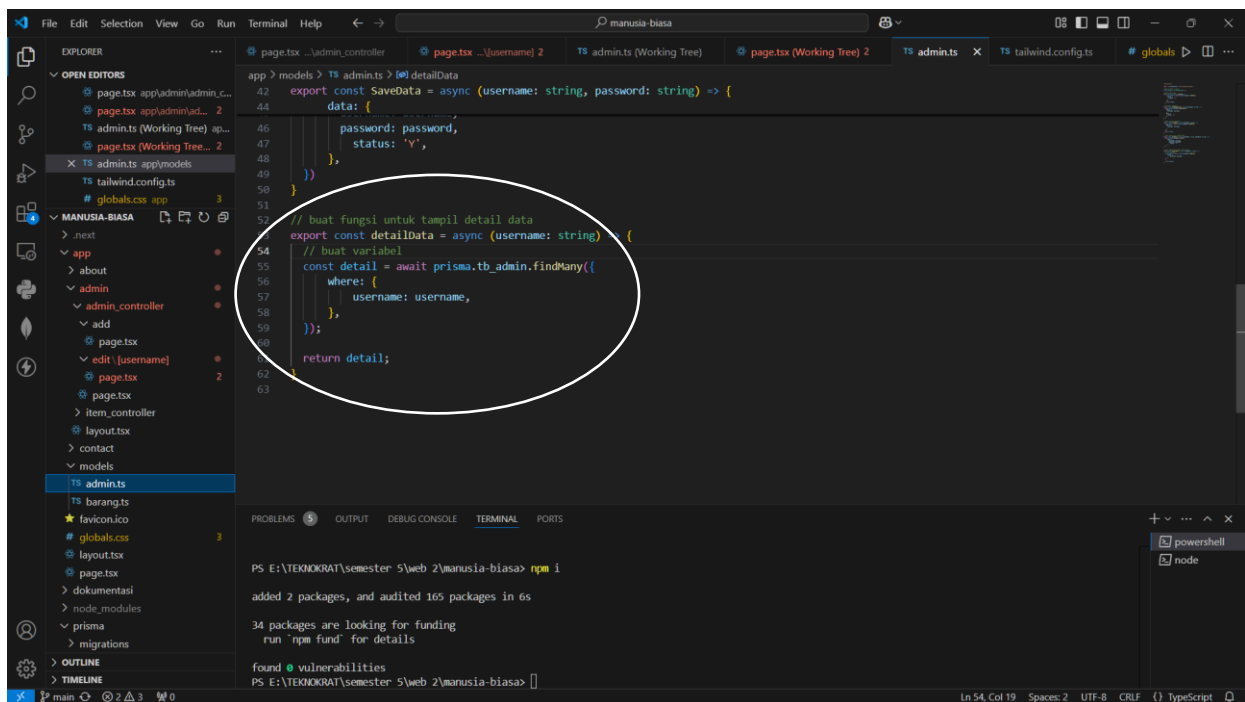 File Edit Selection View Go Run Terminal Help manusia-biasa
EXPLORER
page.tsx ...\admin_controller page.tsx ...\[username] 2 admin.ts (Working Tree) page.tsx (Working Tree) 2 admin.ts tailwind.config.ts globals
OPEN EDITORS
page.tsx app\admin\admin_c...
page.tsx app\admin\ad... 2
admin.ts (Working Tree) ap...
page.tsx (Working Tree... 2
admin.ts app\models
tailwind.config.ts
globals.css app 3
MANUSIA-BIASA
.next
app
about
admin
admin_controller
add
page.tsx
edit \ [username]
page.tsx 2
page.tsx
item_controller
layout.tsx
contact
models
admin.ts
barang.ts
favicon.ico
globals.css 3
layout.tsx
page.tsx
dokumentasi
node_modules
prisma
migrations
OUTLINE
TIMELINE
app > models > TS admin.ts > detailData
42 export const SaveData = async (username: string, password: string) => {
44 data: {
46 password: password,
47 status: 'Y',
48 },
49 })
50 }
51
52 // buat fungsi untuk tampil detail data
export const detailData = async (username: string) => {
54 // buat variabel
55 const detail = await prisma.tb_admin.findMany({
56 where: {
57 username: username,
58 },
59 });
60
return detail;
62 }
63
PROBLEMS 5 OUTPUT DEBUG CONSOLE TERMINAL PORTS
powershell
node
PS E:\TEKNOKRAT\semester 5\web 2\manusia-biasa> npm i
added 2 packages, and audited 165 packages in 6s
34 packages are looking for funding
run `npm fund` for details
found 0 vulnerabilities
PS E:\TEKNOKRAT\semester 5\web 2\manusia-biasa>
main 2 3 0 Ln 54, Col 19 Spaces: 2 UTF-8 CRLF {} TypeScript